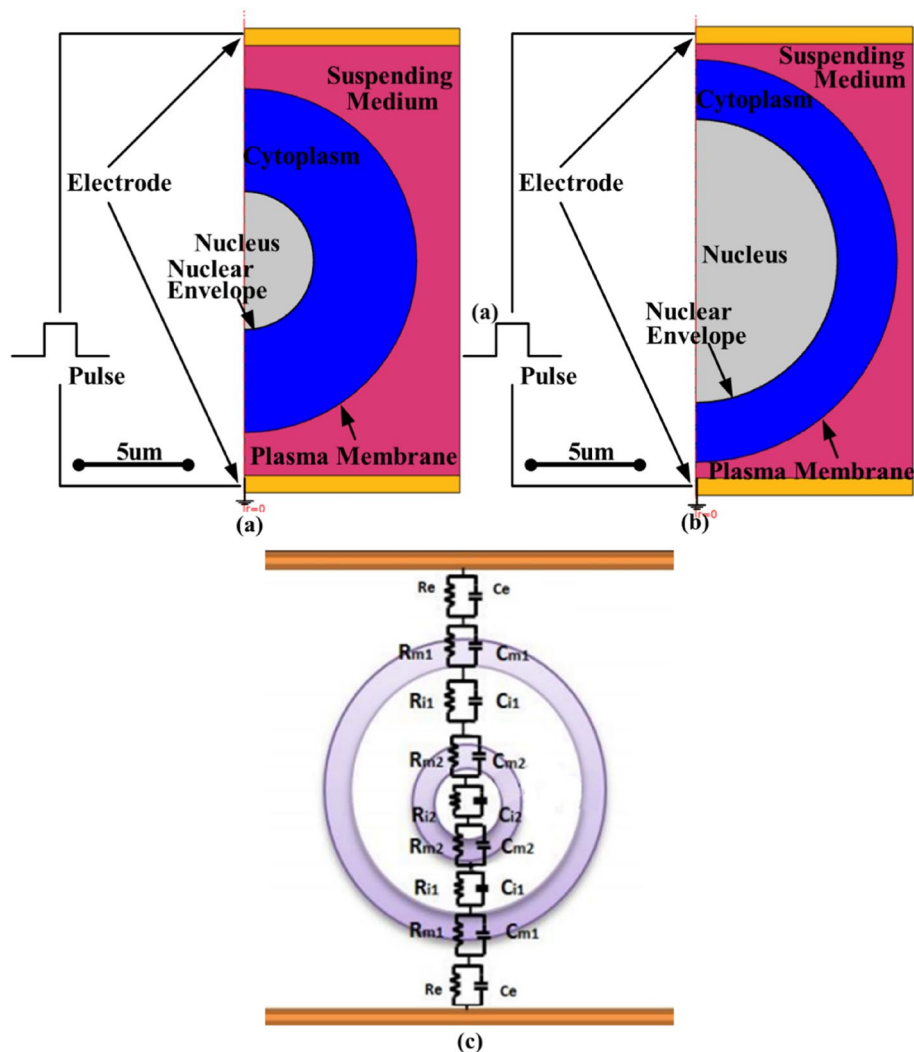 Suspending
Medium
Cytoplasm
Electrode
Nucleus
Nuclear
Envelope
Pulse
5um
Plasma Membrane
r=0
(a)
Suspending
Medium
Cytoplasm
Electrode
Nucleus
Nuclear
Envelope
(a)
Pulse
5um
Plasma Membrane
r=0
(b)
Re Ce
Rm1 Cm1
Ri1 Ci1
Rm2 Cm2
Ri2 Ci2
Rm2 Cm2
Ri1 Ci1
Rm1 Cm1
Re Ce
(c)